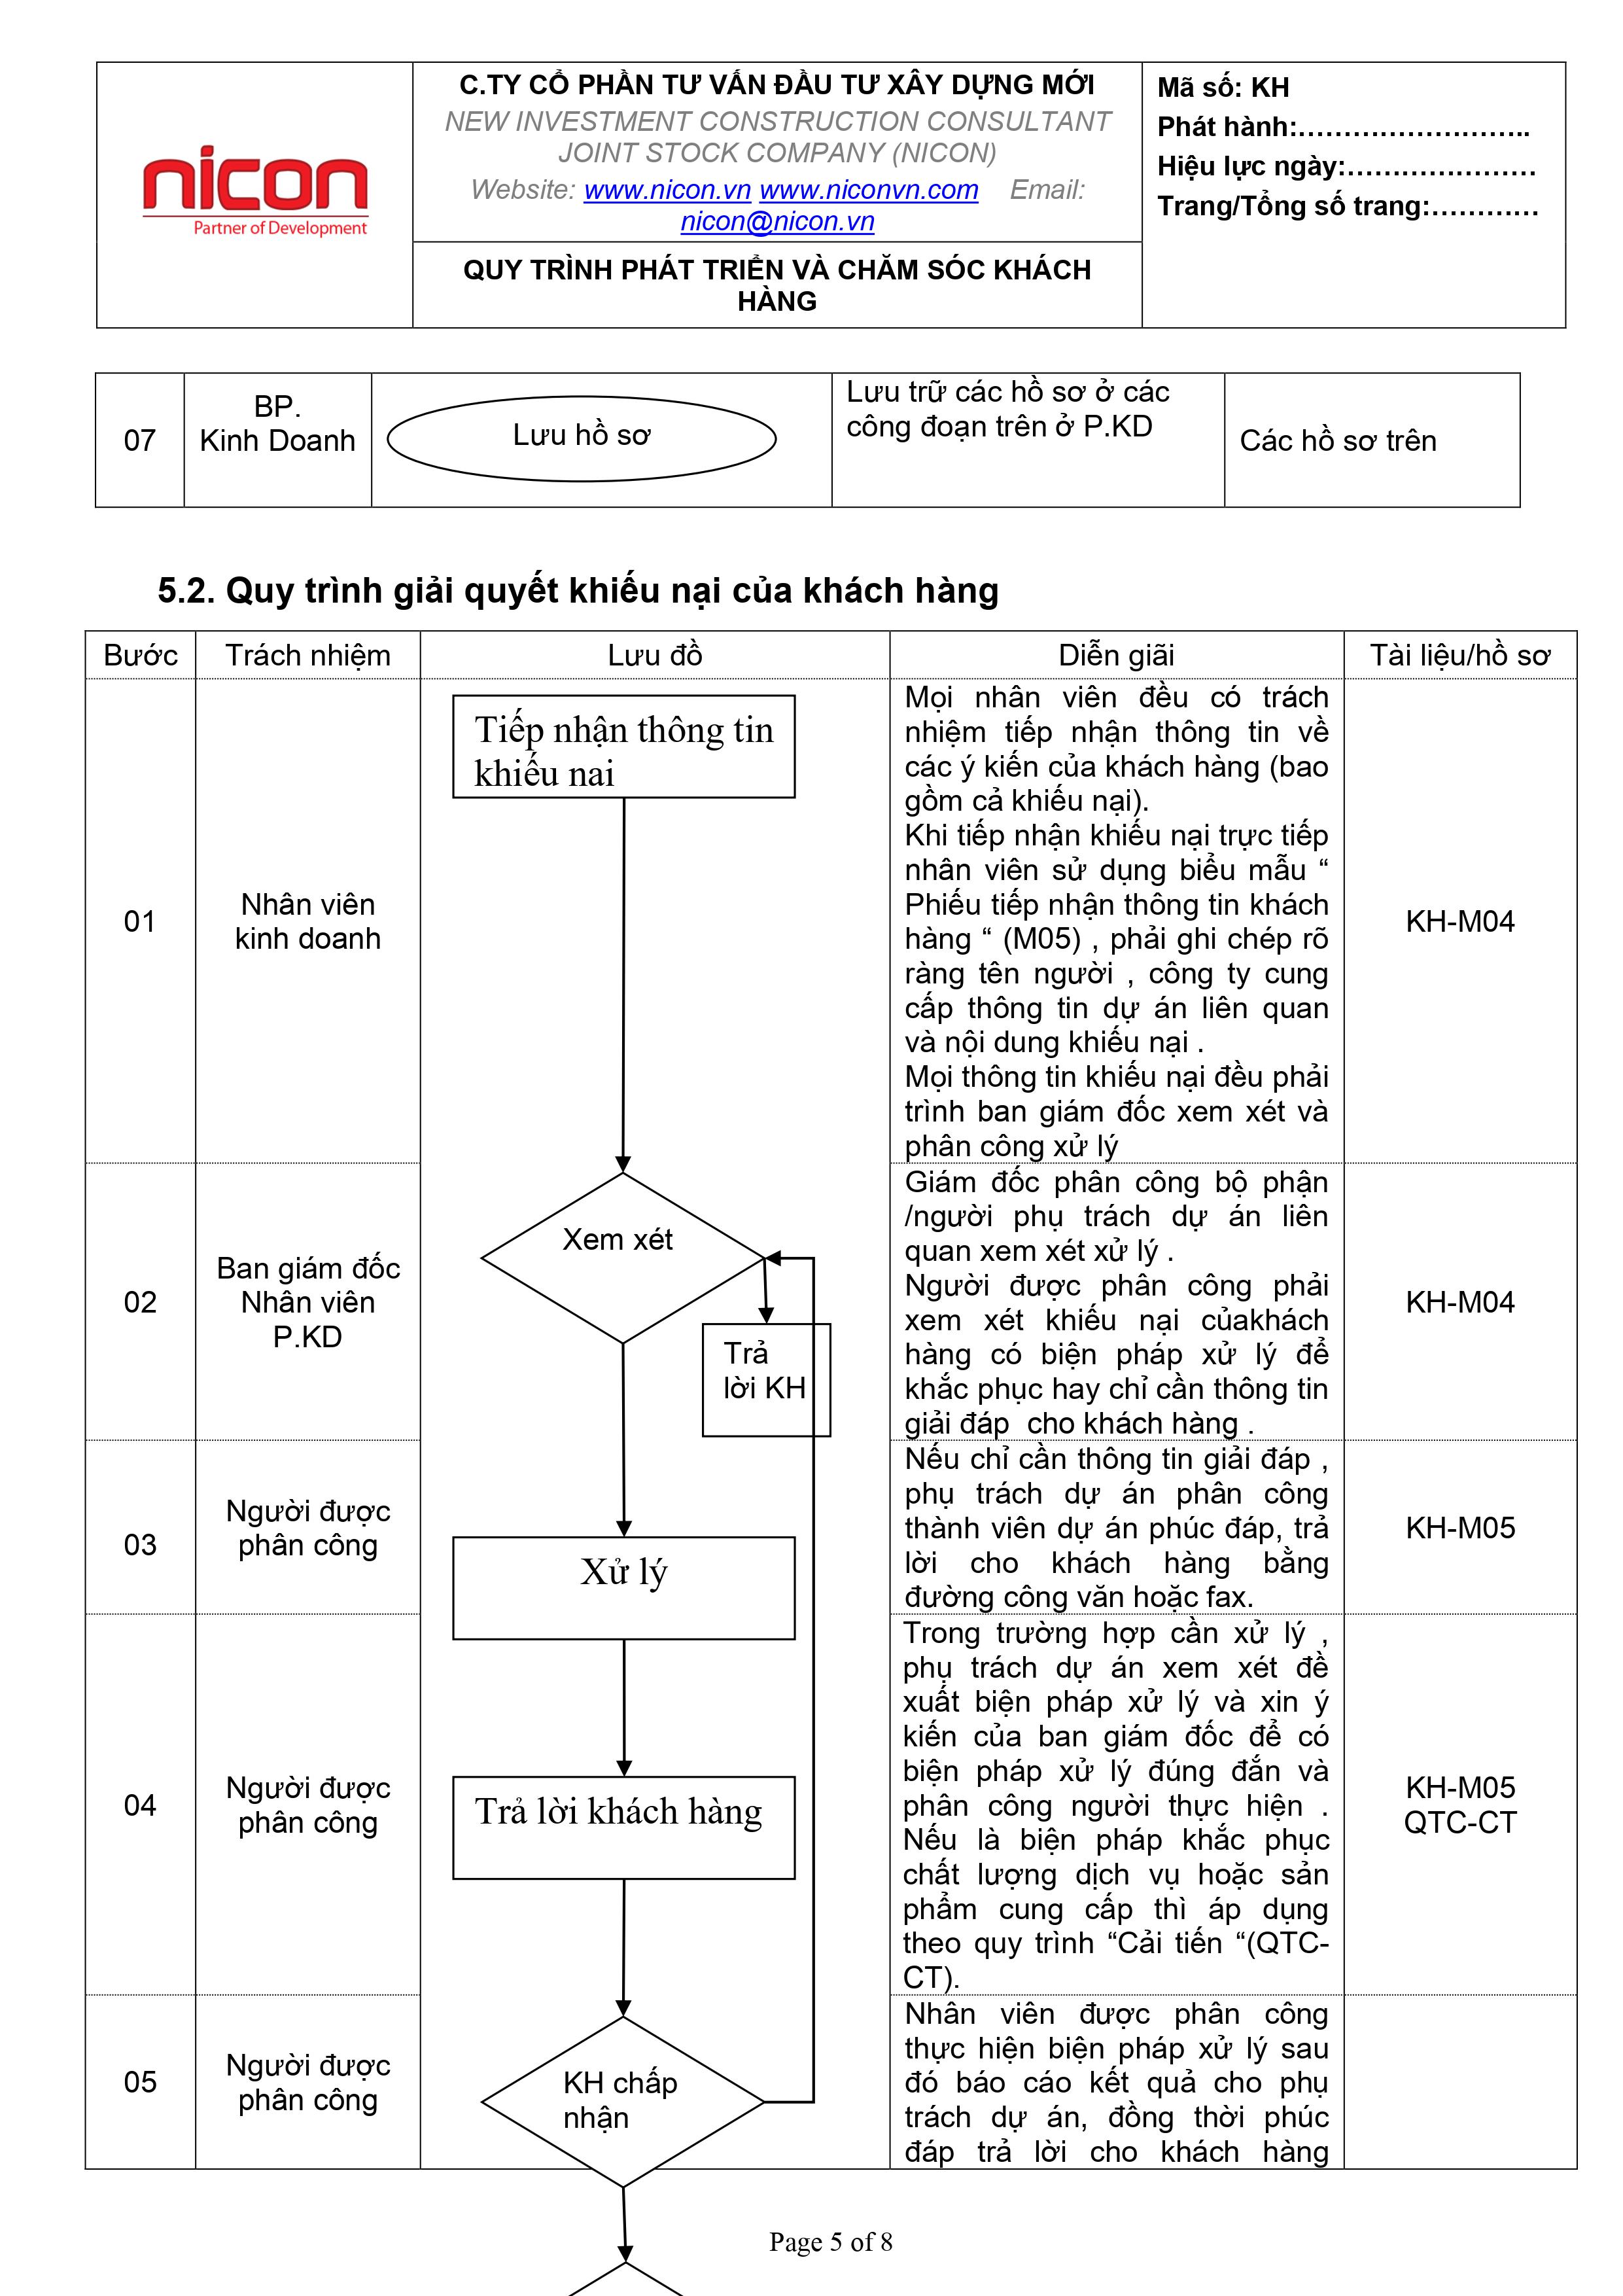 nicon
Partner of Development
C.TY CỔ PHẦN TƯ VẤN ĐẦU TƯ XÂY DỰNG MỚI
NEW INVESTMENT CONSTRUCTION CONSULTANT
JOINT STOCK COMPANY (NICON)
Website: www.nicon.vn www.niconvn.com Email:
nicon@nicon.vn
QUY TRÌNH PHÁT TRIỂN VÀ CHĂM SÓC KHÁCH
HÀNG
Mã số: KH
Phát hành:……………………..
Hiệu lực ngày:…………………
Trang/Tổng số trang:…………
07
BP.
Kinh Doanh
Lưu hồ sơ
Lưu trữ các hồ sơ ở các
công đoạn trên ở P.KD
Các hồ sơ trên
5.2. Quy trình giải quyết khiếu nại của khách hàng
Bước
Trách nhiệm
Lưu đồ
Diễn giãi
Tài liệu/hồ sơ
01
Nhân viên
kinh doanh
Tiếp nhận thông tin
khiếu nai
Mọi nhân viên đều có trách
nhiệm tiếp nhận thông tin về
các ý kiến của khách hàng (bao
gồm cả khiếu nại).
Khi tiếp nhận khiếu nại trực tiếp
nhân viên sử dụng biểu mẫu “
Phiếu tiếp nhận thông tin khách
hàng “ (M05) , phải ghi chép rõ
ràng tên người , công ty cung
cấp thông tin dự án liên quan
và nội dung khiếu nại .
Mọi thông tin khiếu nại đều phải
trình ban giám đốc xem xét và
phân công xử lý
KH-M04
02
Ban giám đốc
Nhân viên
P.KD
Xem xét
Trả
lời KH
Giám đốc phân công bộ phận
/người phụ trách dự án liên
quan xem xét xử lý .
Người được phân công phải
xem xét khiếu nại củakhách
hàng có biện pháp xử lý để
khắc phục hay chỉ cần thông tin
giải đáp cho khách hàng .
KH-M04
03
Người được
phân công
Xử lý
Nếu chỉ cần thông tin giải đáp ,
phụ trách dự án phân công
thành viên dự án phúc đáp, trả
lời cho khách hàng bằng
đường công văn hoặc fax.
KH-M05
04
Người được
phân công
Trả lời khách hàng
Trong trường hợp cần xử lý ,
phụ trách dự án xem xét đề
xuất biện pháp xử lý và xin ý
kiến của ban giám đốc để có
biện pháp xử lý đúng đắn và
phân công người thực hiện .
Nếu là biện pháp khắc phục
chất lượng dịch vụ hoặc sản
phẩm cung cấp thì áp dụng
theo quy trình “Cải tiến “(QTC-
CT).
KH-M05
QTC-CT
05
Người được
phân công
KH chấp
nhận
Nhân viên được phân công
thực hiện biện pháp xử lý sau
đó báo cáo kết quả cho phụ
trách dự án, đồng thời phúc
đáp trả lời cho khách hàng
Page 5 of 8